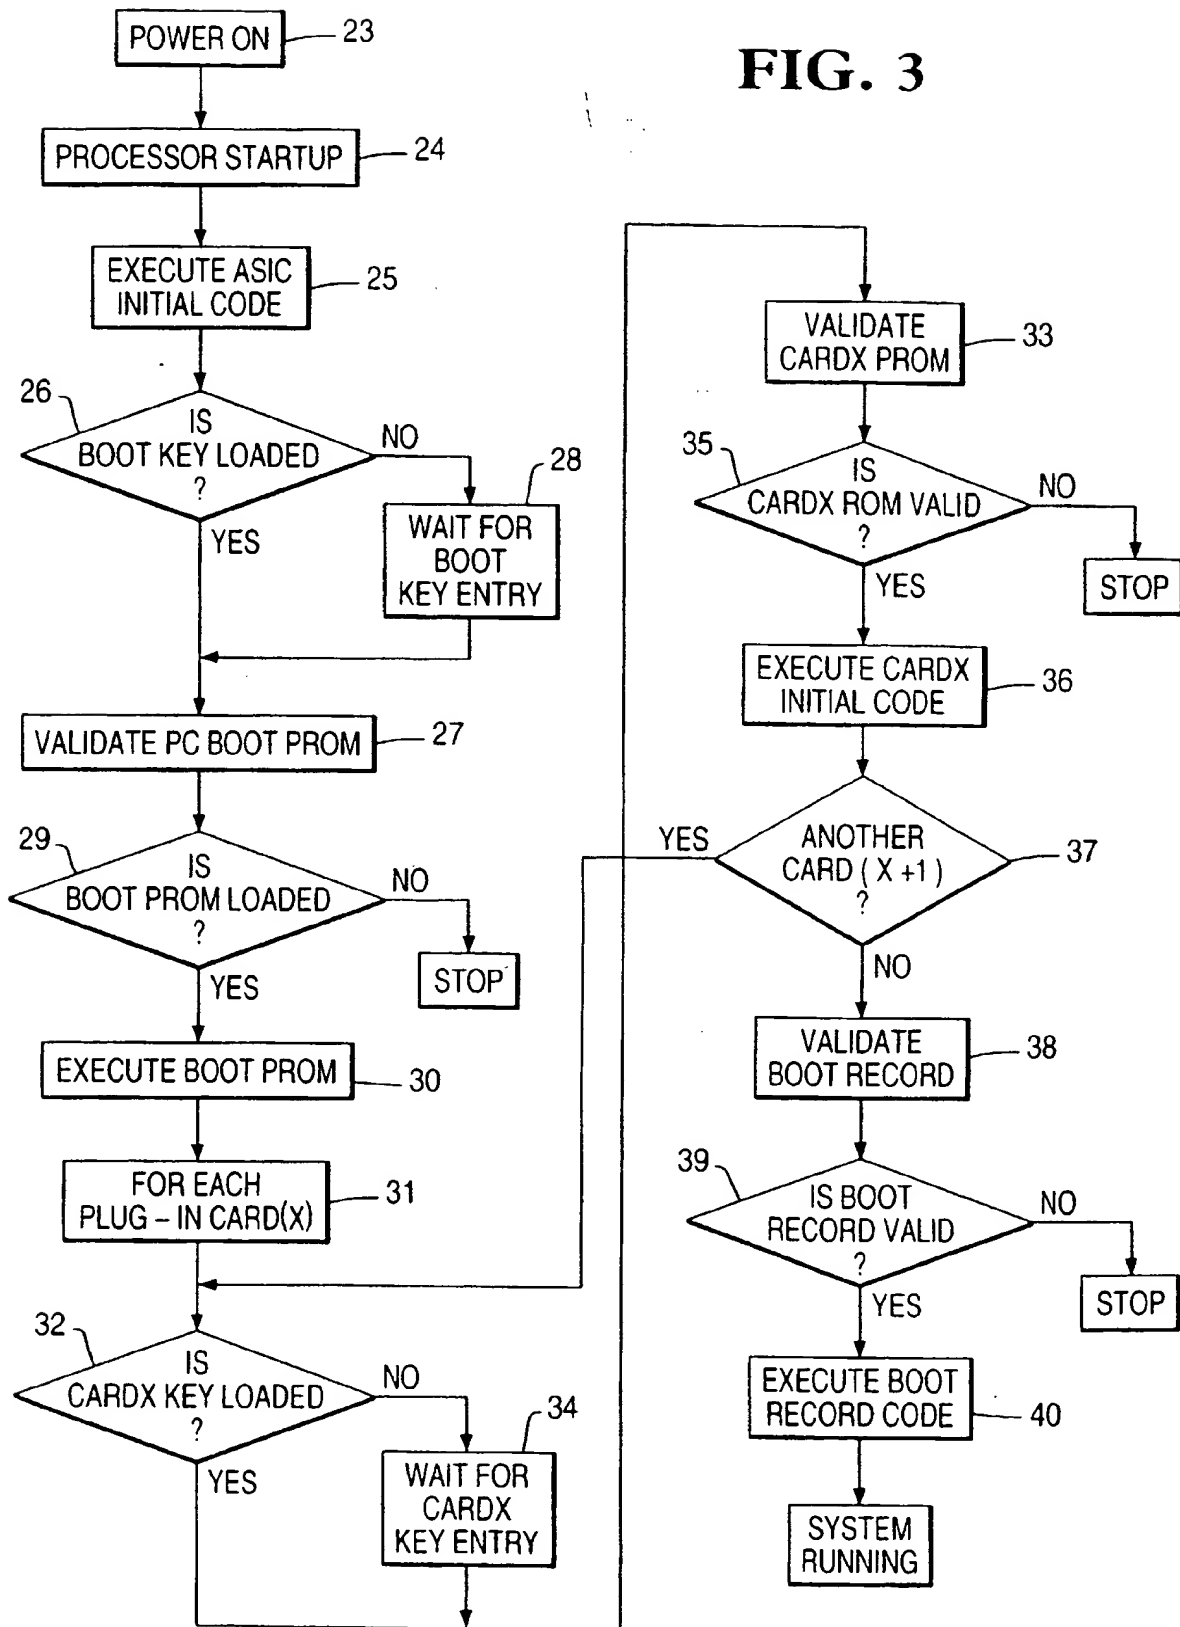 FIG. 3
POWER ON
23
PROCESSOR STARTUP
24
EXECUTE ASIC
INITIAL CODE
25
26
IS
BOOT KEY LOADED
?
NO
YES
28
WAIT FOR
BOOT
KEY ENTRY
VALIDATE PC BOOT PROM
27
29
IS
BOOT PROM LOADED
?
NO
STOP
YES
EXECUTE BOOT PROM
30
FOR EACH
PLUG – IN CARD(X)
31
32
IS
CARDX KEY LOADED
?
NO
YES
34
WAIT FOR
CARDX
KEY ENTRY
VALIDATE
CARDX PROM
33
35
IS
CARDX ROM VALID
?
NO
STOP
YES
EXECUTE CARDX
INITIAL CODE
36
YES
ANOTHER
CARD ( X +1 )
?
37
NO
VALIDATE
BOOT RECORD
38
39
IS BOOT
RECORD VALID
?
NO
STOP
YES
EXECUTE BOOT
RECORD CODE
40
SYSTEM
RUNNING